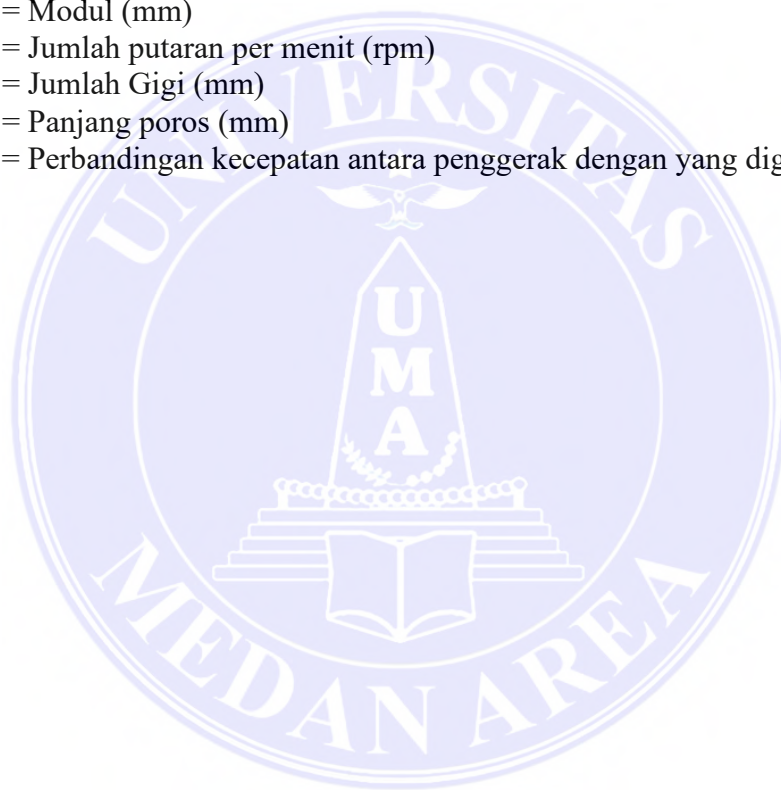 = Modul (mm)
= Jumlah putaran per menit (rpm)
= Jumlah Gigi (mm)
= Panjang poros (mm)
= Perbandingan kecepatan antara penggerak dengan yang
UNIVERSITAS
UMA
MEDAN AREA